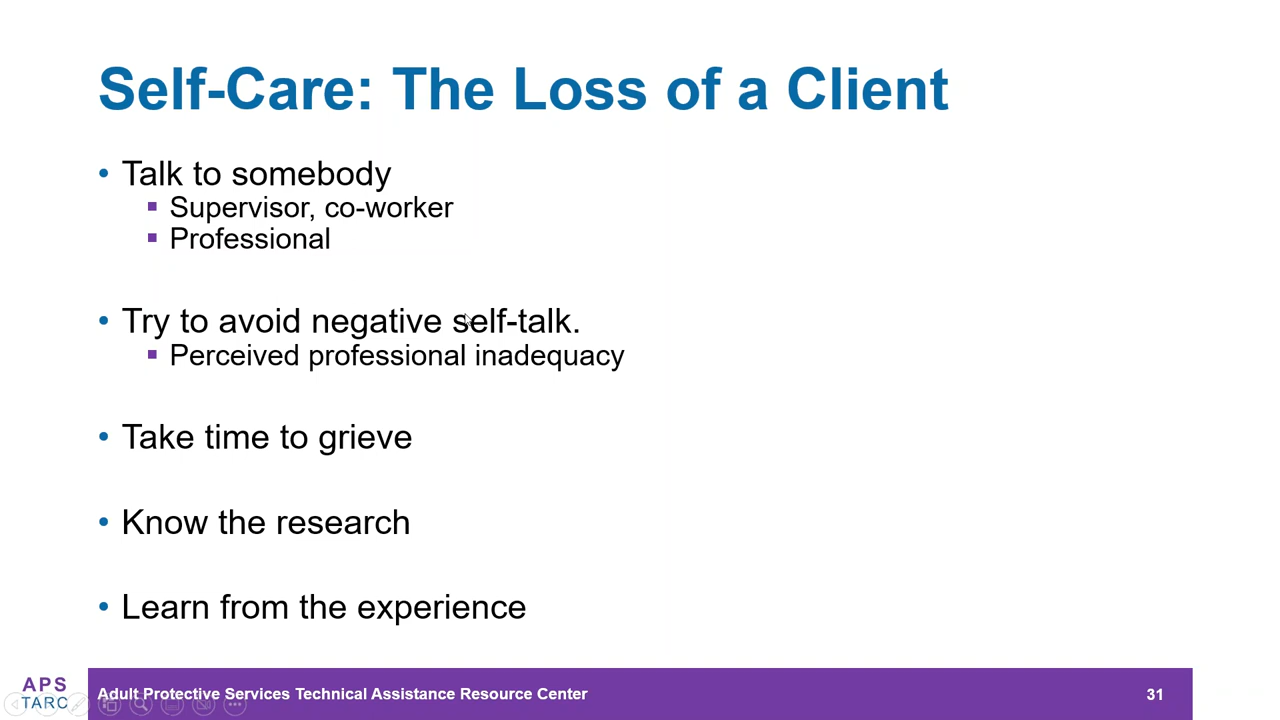 Self-Care: The Loss of a Client
• Talk to somebody
▪ Supervisor, co-worker
▪ Professional
• Try to avoid negative self-talk.
▪ Perceived professional inadequacy
• Take time to grieve
• Know the research
• Learn from the experience
APS
TARC
Adult Protective Services Technical Assistance Resource Center
31